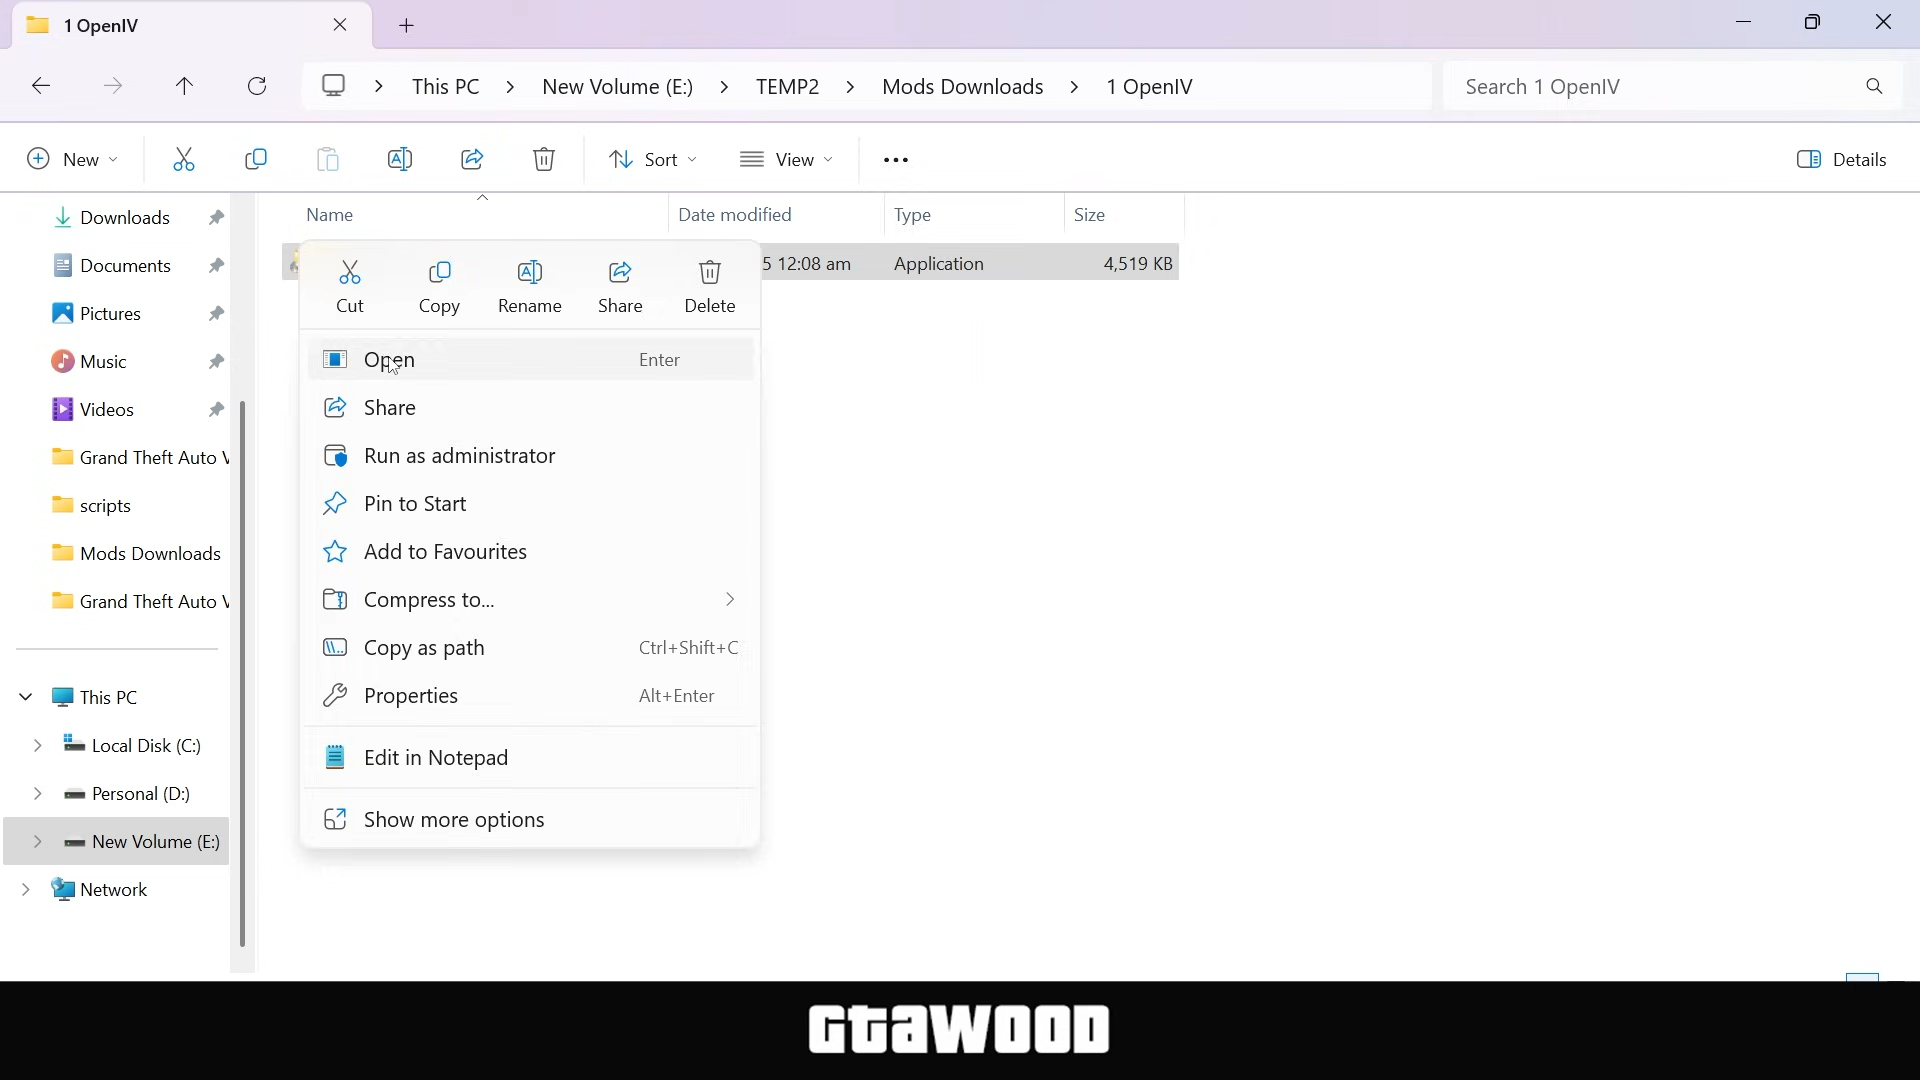 1 OpenIV
This PC
New Volume (E:)
TEMP2
Mods Downloads
1 OpenIV
Search 1 OpenIV
New
Sort
View
Details
Name
Date modified
Type
Size
5 12:08 am
Application
4,519 KB
Downloads
Documents
Pictures
Music
Videos
Grand Theft Auto V
scripts
Mods Downloads
Grand Theft Auto V
This PC
Local Disk (C:)
Personal (D:)
New Volume (E:)
Network
Cut
Copy
Rename
Share
Delete
Open Enter
Share
Run as administrator
Pin to Start
Add to Favourites
Compress to...
Copy as path Ctrl+Shift+C
Properties Alt+Enter
Edit in Notepad
Show more options
GTAWOOD